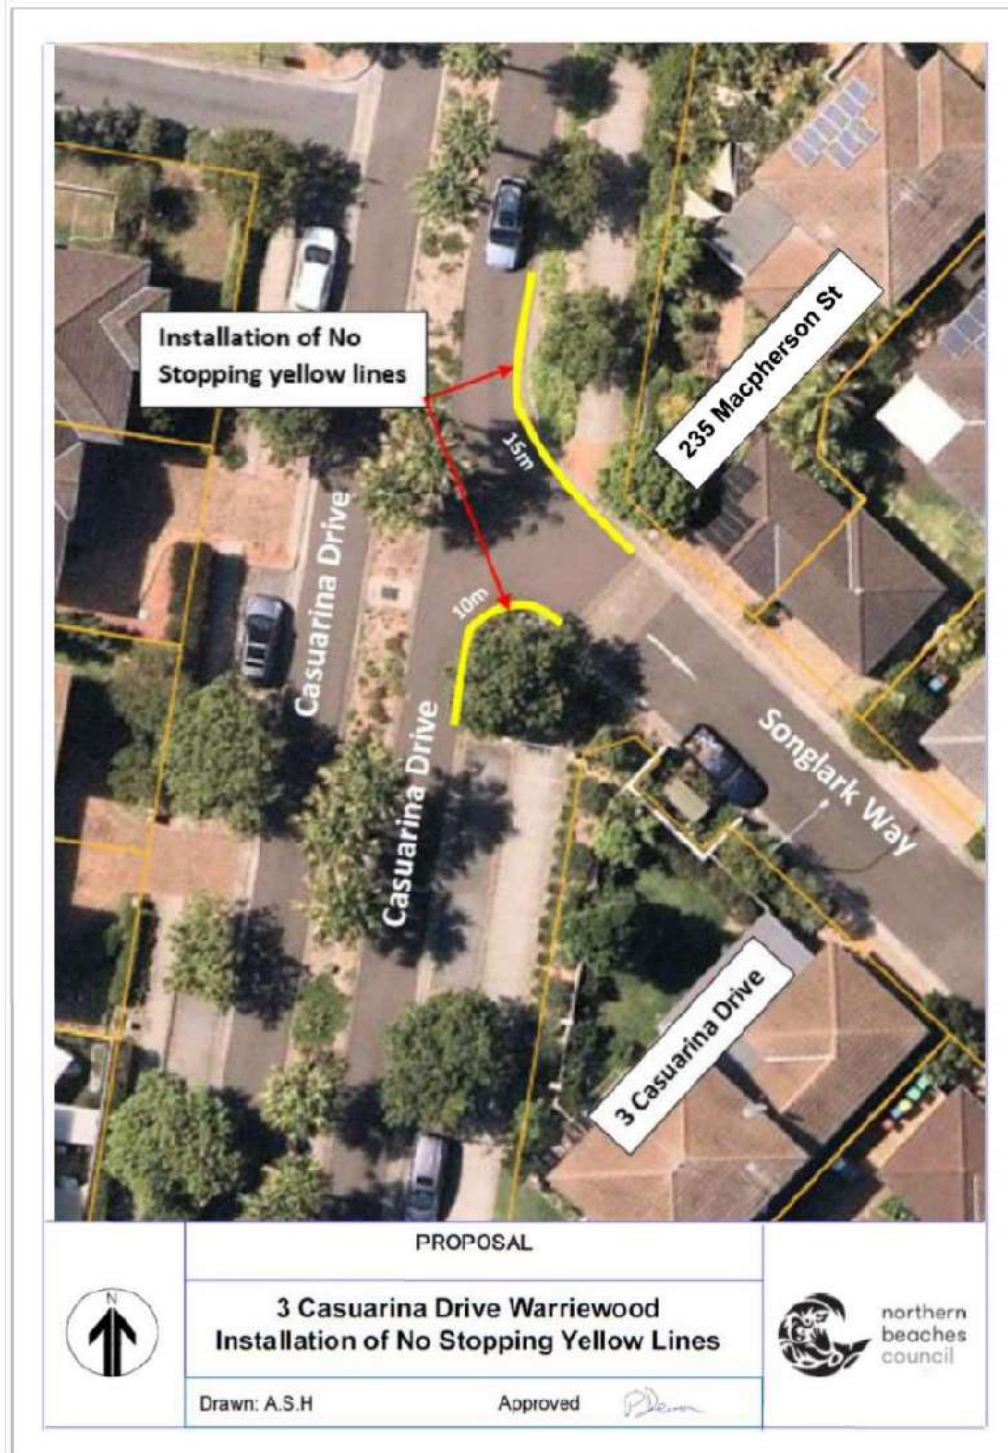 Installation of No
Stopping yellow lines
235 Macpherson St
15m
10m
Casuarina Drive
Casuarina Drive
Songlark Way
3 Casuarina Drive
PROPOSAL
N
3 Casuarina Drive Warriewood
Installation of No Stopping Yellow Lines
northern
beaches
council
Drawn: A.S.H
Approved